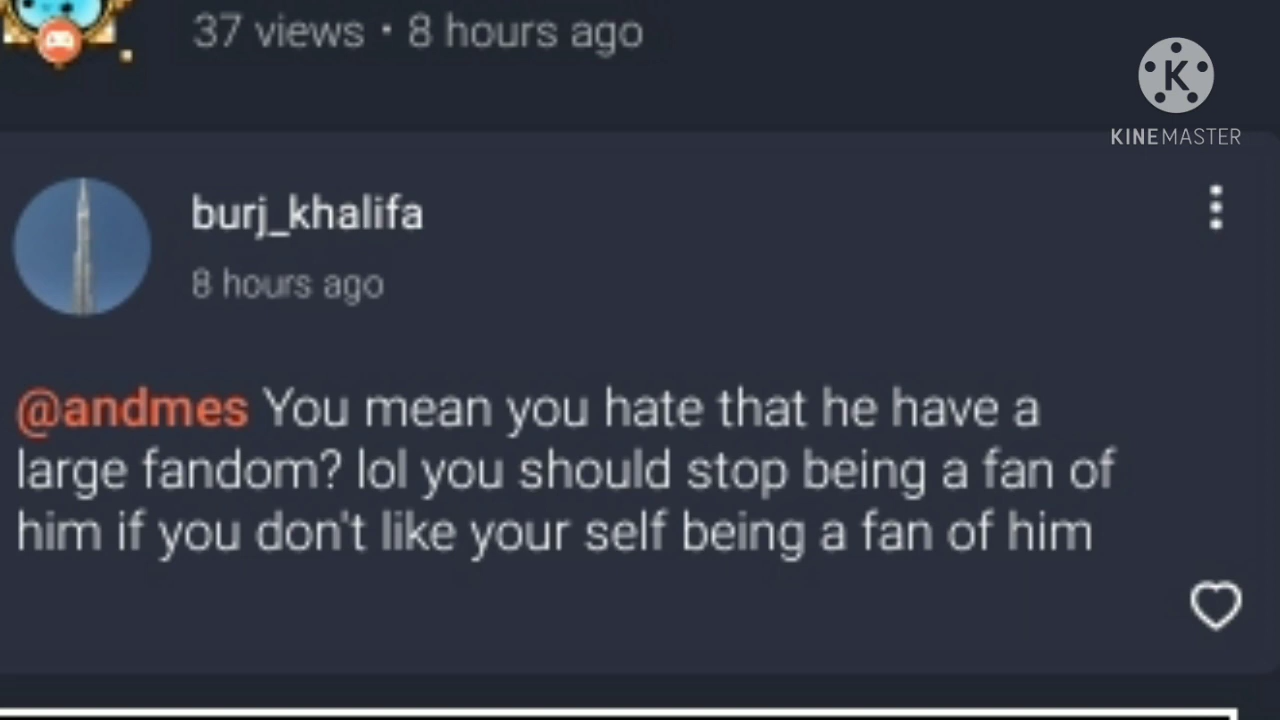 37 views • 8 hours ago
K
KINEMASTER
burj_khalifa
8 hours ago
@andmes You mean you hate that he have a
large fandom? lol you should stop being a fan of
him if you don't like your self being a fan of him